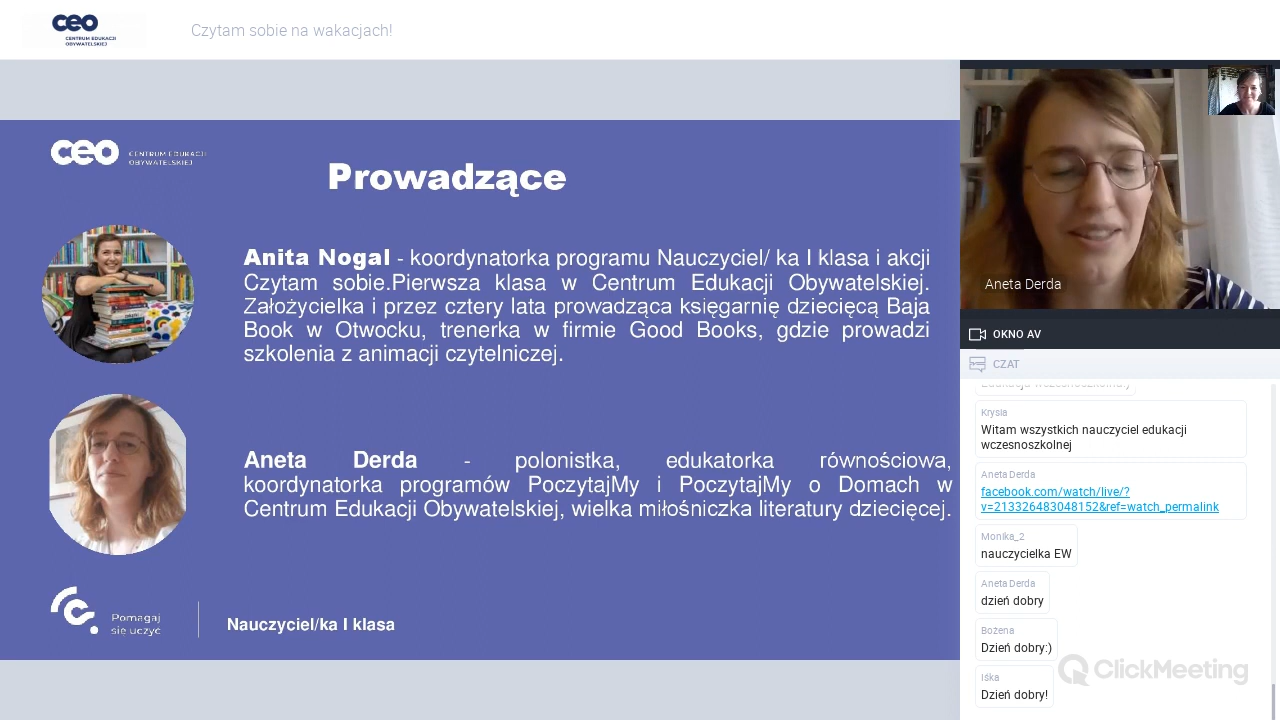 ceo
CENTRUM EDUKACJI
OBYWATELSKIEJ
Czytam sobie na wakacjach!
ceo CENTRUM EDUKACJI
OBYWATELSKIEJ
Prowadzące
Anita Nogal - koordynatorka programu Nauczyciel/ ka I klasa i akcji
Czytam sobie.Pierwsza klasa w Centrum Edukacji Obywatelskiej.
Założycielka i przez cztery lata prowadząca księgarnię dziecięcą Baja
Book w Otwocku, trenerka w firmie Good Books, gdzie prowadzi
szkolenia z animacji czytelniczej.
Aneta Derda - polonistka, edukatorka równościowa,
koordynatorka programów PoczytajMy i PoczytajMy o Domach w
Centrum Edukacji Obywatelskiej, wielka miłośniczka literatury dziecięcej.
Pomagaj
się uczyć
Nauczyciel/ka I klasa
Aneta Derda
OKNO AV
CZAT
Edukacja wczesnoszkolna:)
Krysia
Witam wszystkich nauczyciel edukacji
wczesnoszkolnej
Aneta Derda
facebook.com/watch/live/?
v=213326483048152&ref=watch_permalink
Monika_2
nauczycielka EW
Aneta Derda
dzień dobry
Bożena
Dzień dobry:)
Iśka
Dzień dobry!
ClickMeeting